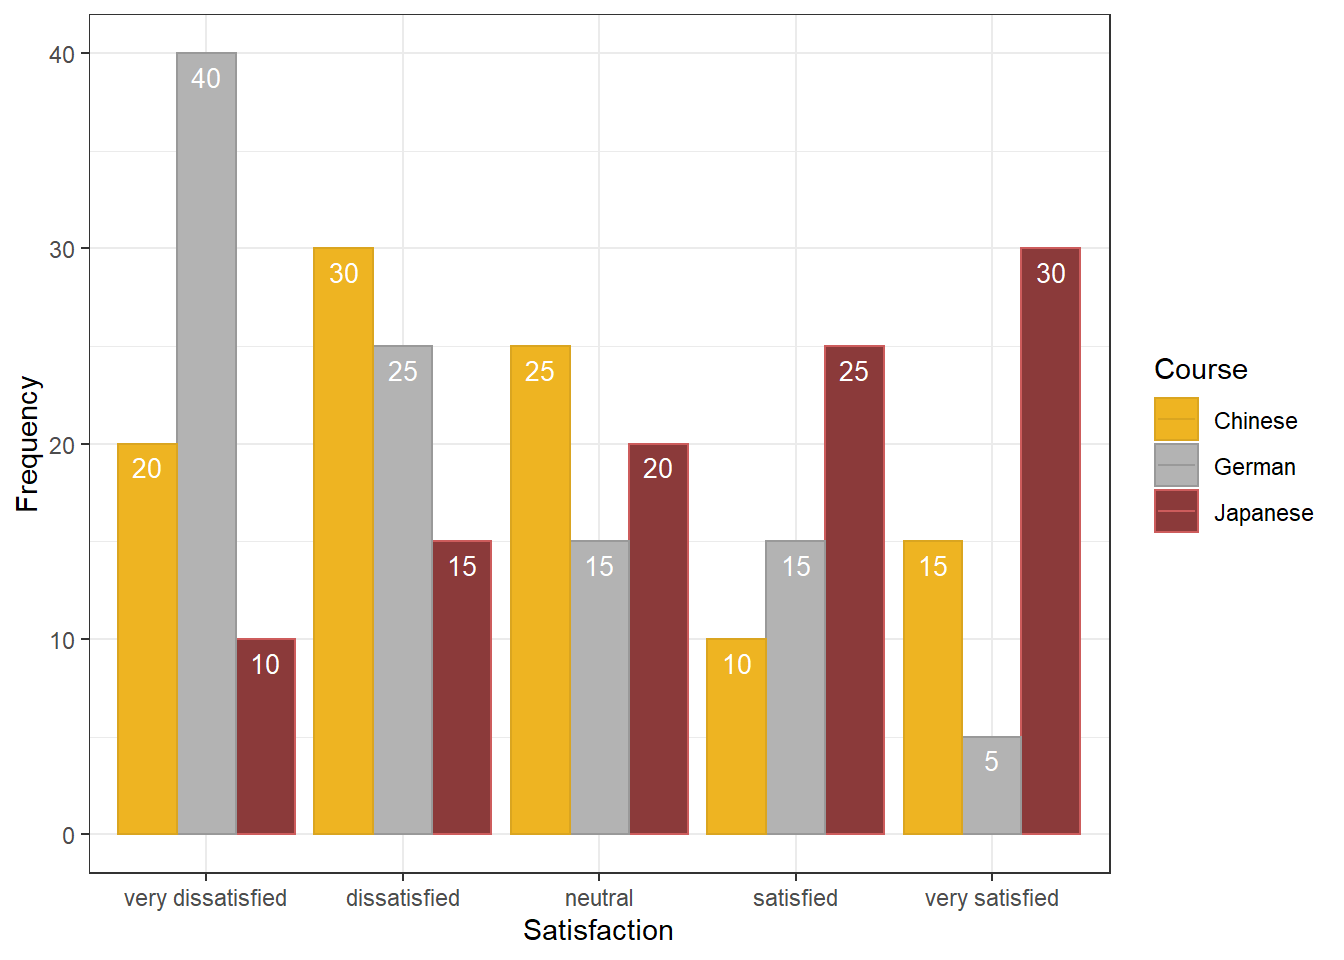 40
30
20
10
0
Frequency
20
40
10
30
25
15
25
15
20
10
15
25
15
5
30
very dissatisfied
dissatisfied
neutral
satisfied
very satisfied
Satisfaction
Course
Chinese
German
Japanese